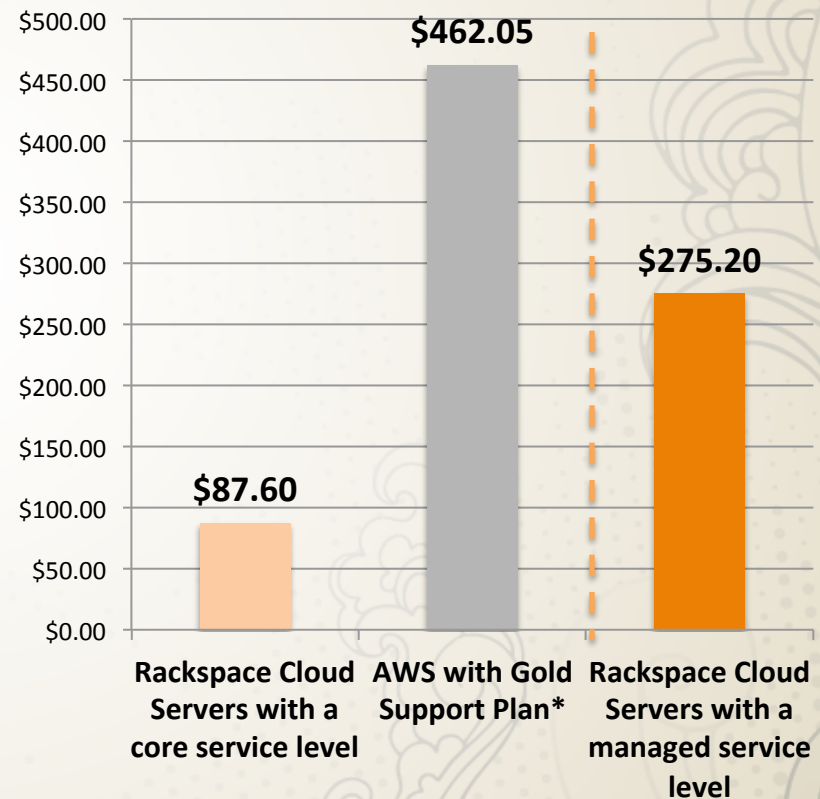 $500.00
$450.00
$400.00
$350.00
$300.00
$250.00
$200.00
$150.00
$100.00
$50.00
$0.00
$87.60
$462.05
$275.20
Rackspace Cloud
Servers with a
core service level
AWS with Gold
Support Plan*
Rackspace Cloud
Servers with a
managed service
level